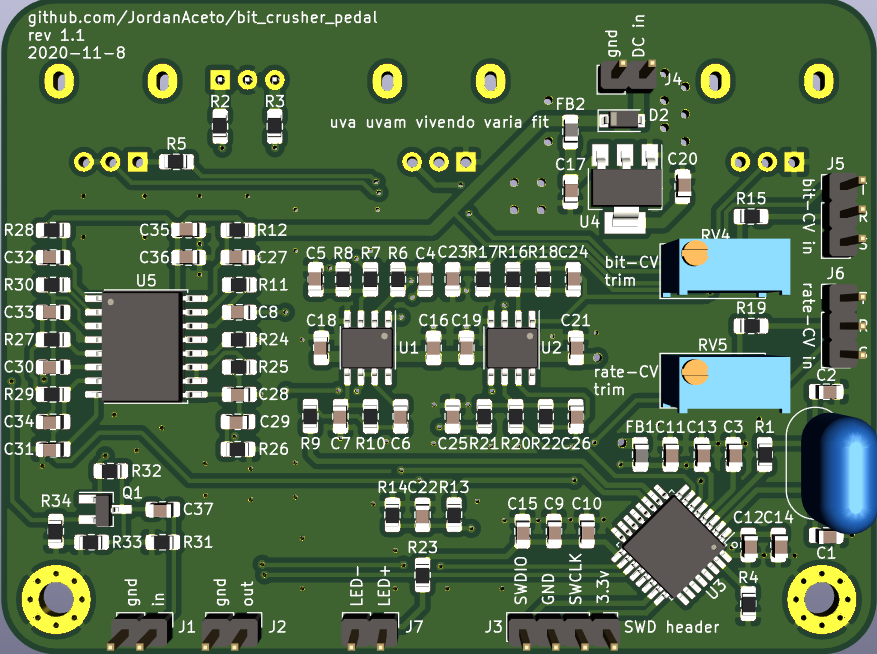 github.com/JordanAceto/bit_crusher_pedal
rev 1.1
2020-11-8
gnd
DC in
J4
R2
R3
FB2
D2
uva uvam vivendo varia fit
R5
C17
C20
U4
J5
bit-CV in
R15
RV4
R28
C35
R12
C32
C36
C27
U5
R30
R11
C33
C8
R27
R24
C30
R25
R29
C28
C34
C29
C31
R26
C5
R8
R7
R6
C4
C23
R17
R16
R18
C24
bit-CV
trim
C18
U1
C16
C19
U2
C21
J6
rate-CV in
R19
RV5
rate-CV
trim
C2
R9
C7
R10
C6
C25
R21
R20
R22
C26
FB1
C11
C13
C3
R1
R32
Q1
R34
C37
R33
R31
R14
C22
R13
C15
C9
C10
C12
C14
C1
R23
U3
R4
gnd
in
J1
gnd
out
J2
LED-
LED+
J7
SWDIO
GND
SWCLK
3.3v
J3
SWD header